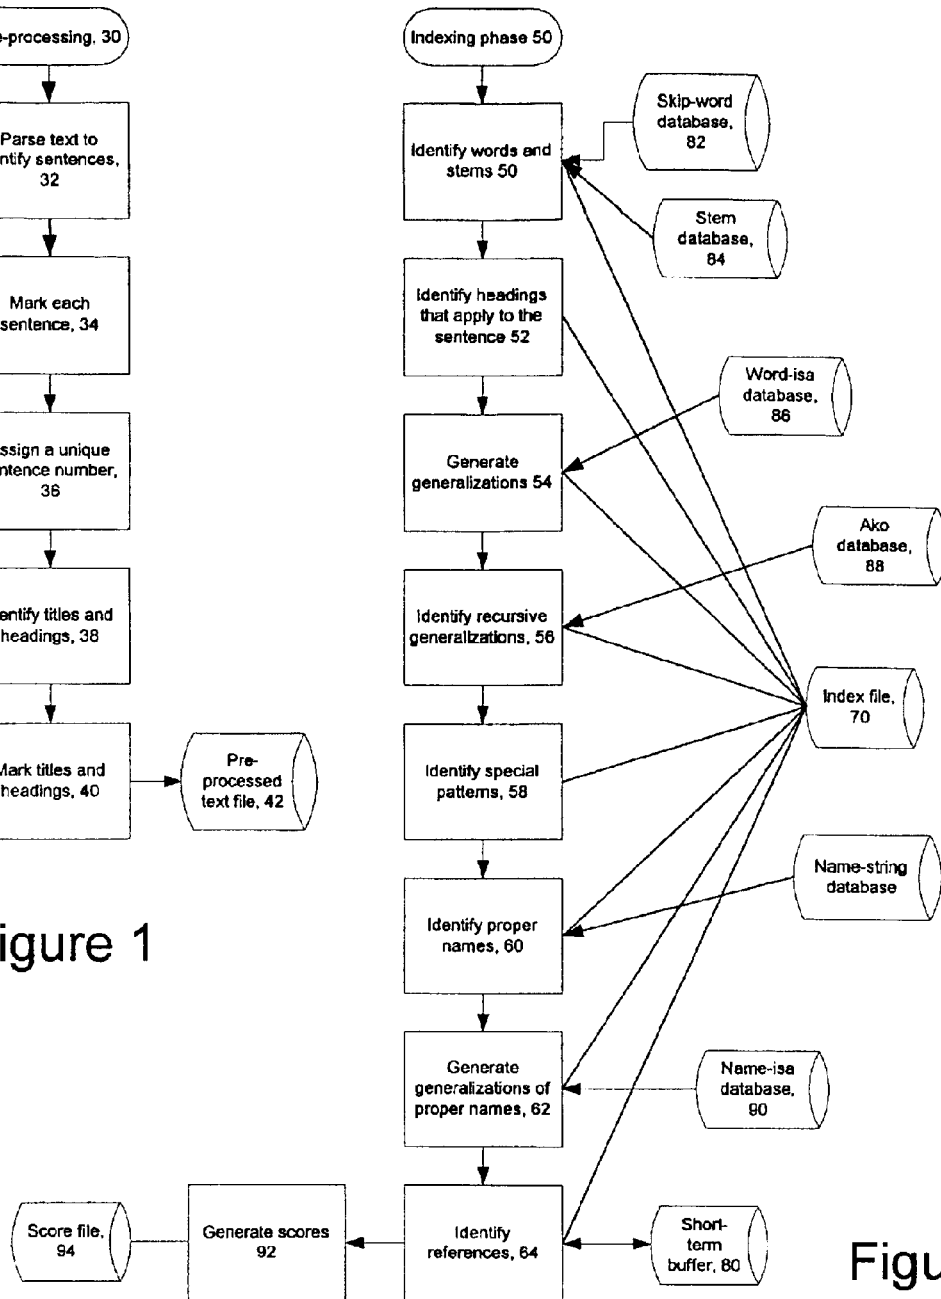 e-processing, 30
Parse text to
ntify sentences,
32
Mark each
sentence, 34
ssign a unique
ntence number,
36
entify titles and
headings, 38
Mark titles and
headings, 40
Pre-
processed
text file, 42
igure 1
Indexing phase 50
Identify words and
stems 50
Skip-word
database,
82
Stem
database,
84
Identify headings
that apply to the
sentence 52
Word-isa
database,
86
Generate
generalizations 54
Ako
database,
88
Identify recursive
generalizations, 56
Index file,
70
Identify special
patterns, 58
Name-string
database
Identify proper
names, 60
Generate
generalizations of
proper names, 62
Name-isa
database,
90
Score file,
94
Generate scores
92
Identify
references, 64
Short-
term
buffer, 80
Figu